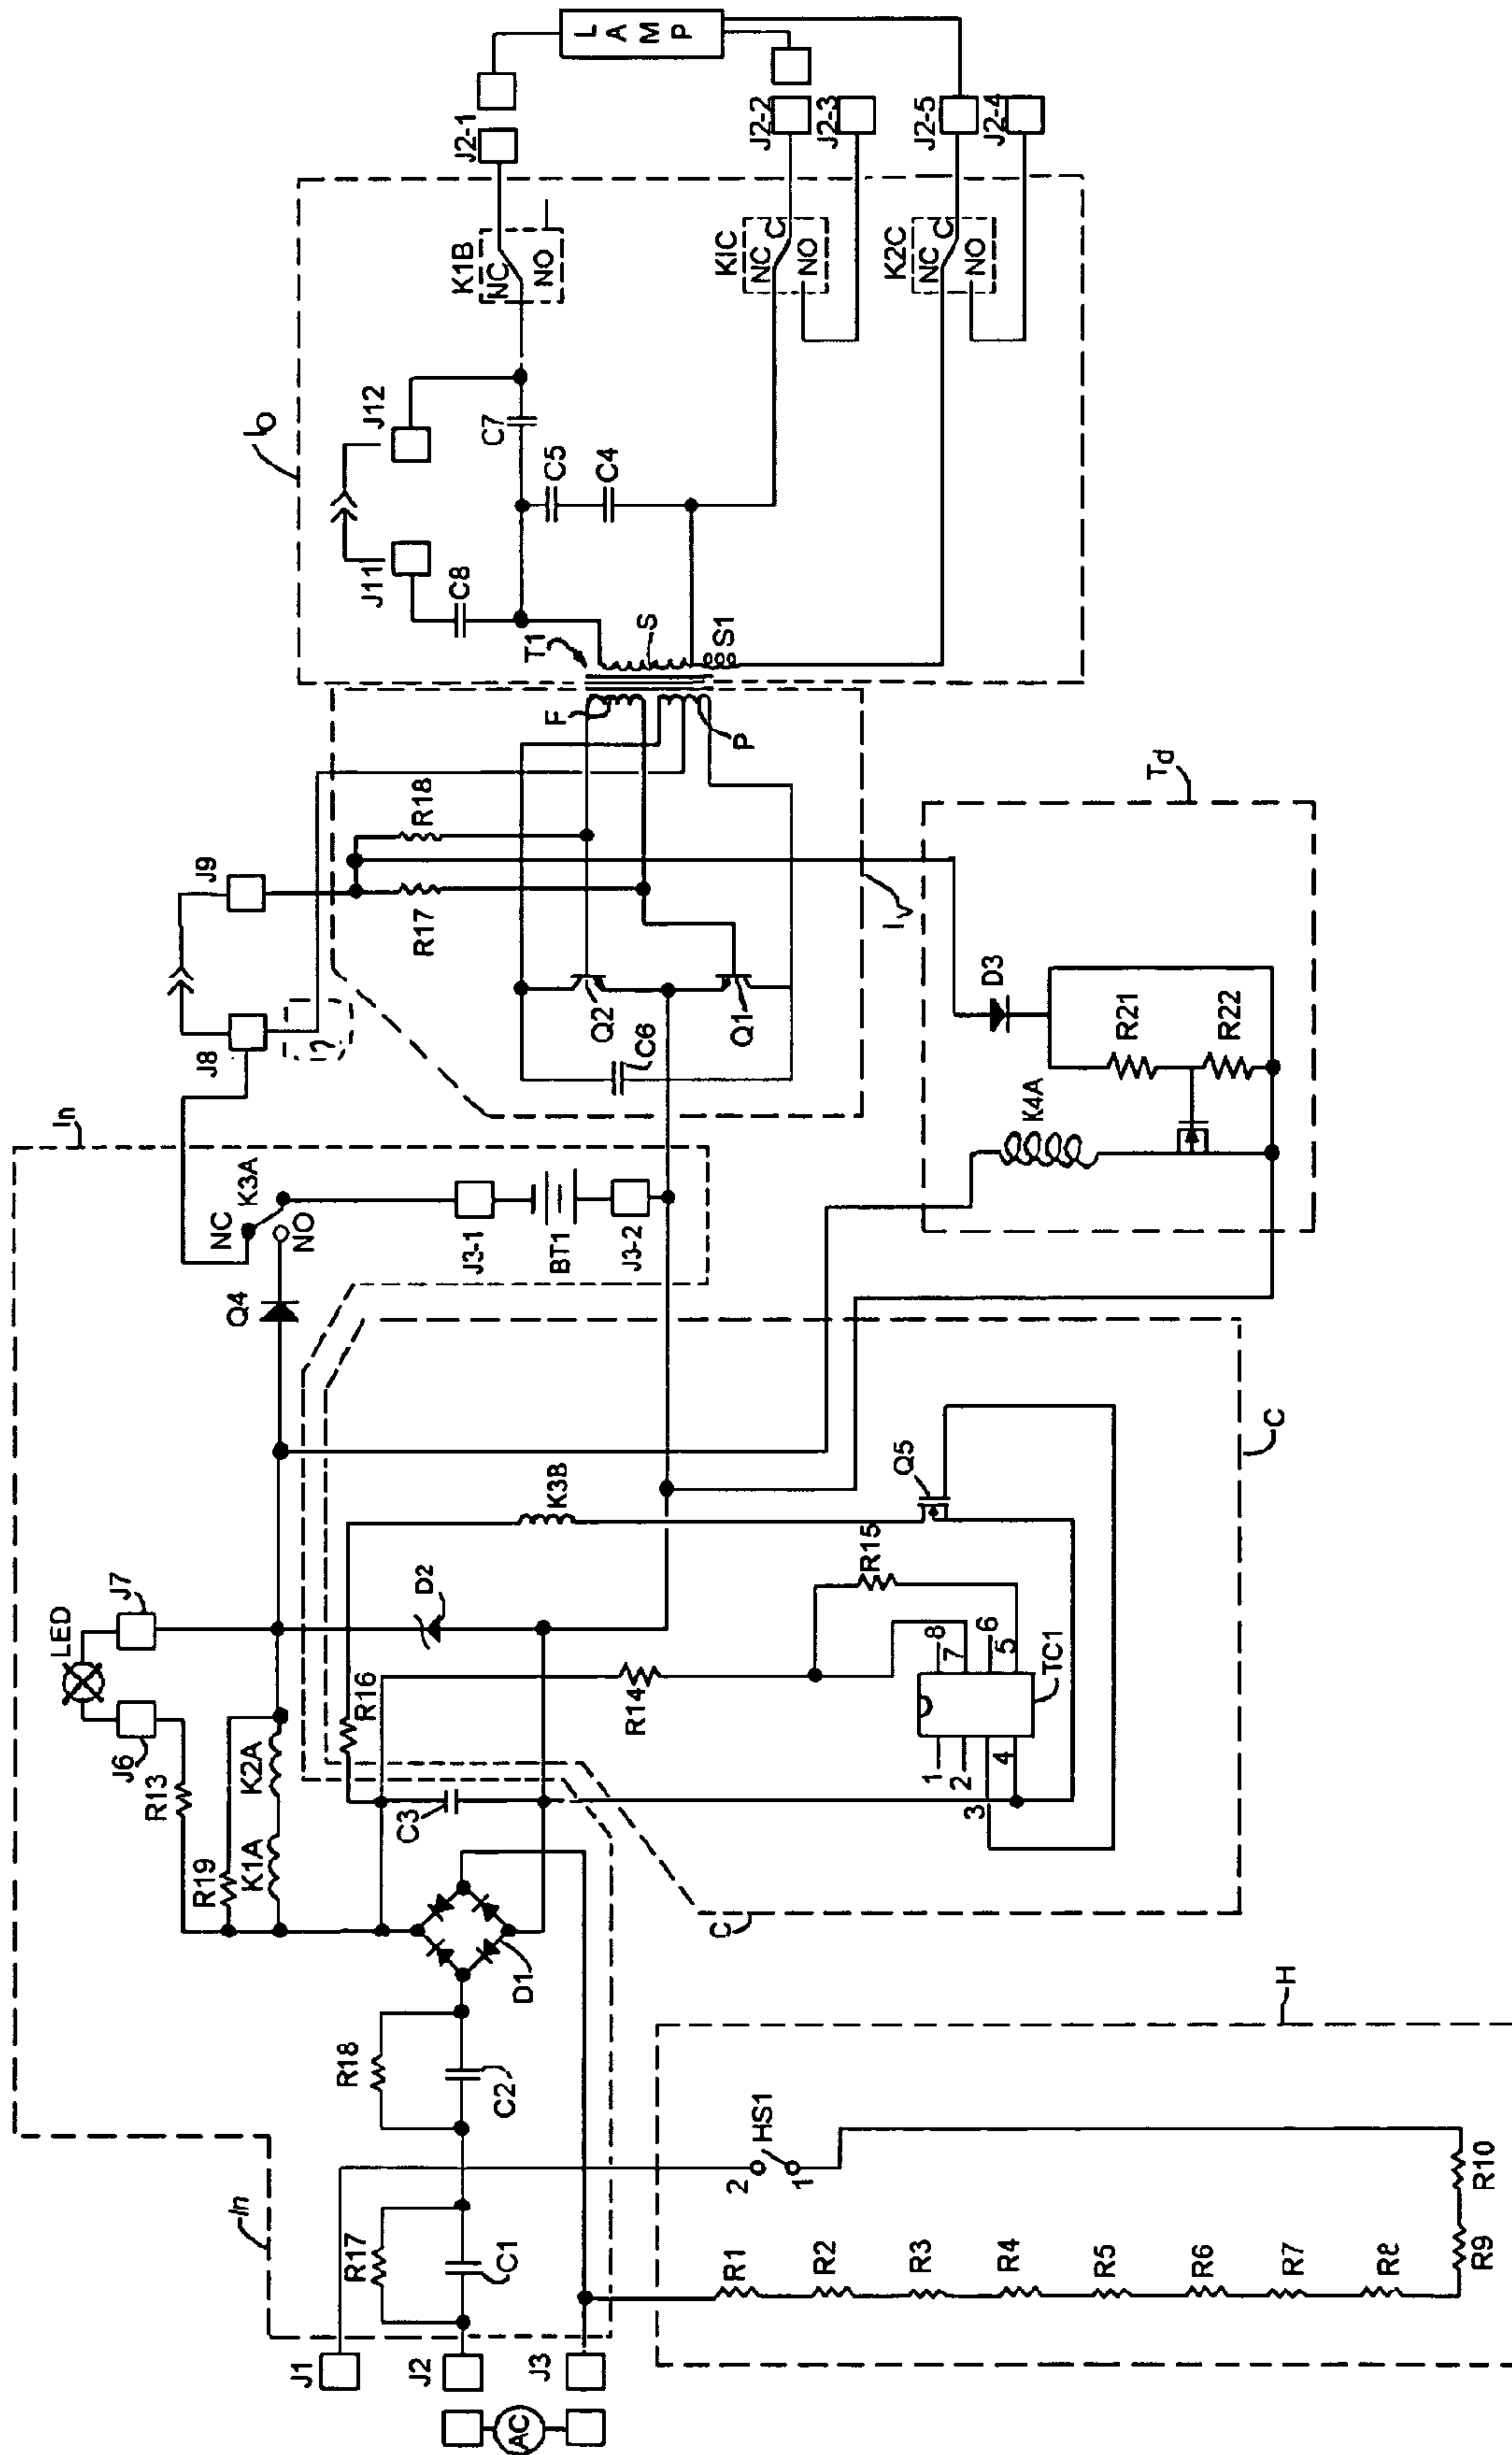 In
LED
J6
J7
R13
R19
K1A
K2A
R18
C2
R17
C1
In
J1
J2
J3
AC
D1
C3
R16
D2
Q4
NC
NO
K3A
J3-1
BT1
J3-2
J8
J9
R17
R18
Q2
Q1
C6
F
P
T1
S
S1
Iv
Io
J11
J12
C8
C7
C5
C4
K1B
NC
NO
K1C
NC
C
NO
K2C
NC
C
NO
J2-1
J2-2
J2-3
J2-5
J2-4
LAMP
Td
D3
R21
R22
K4A
C
C
K3B
Q5
R14
R15
TC1
1
2
3
4
8
7
6
5
H
HS1
2
1
R1
R2
R3
R4
R5
R6
R7
R8
R9
R10